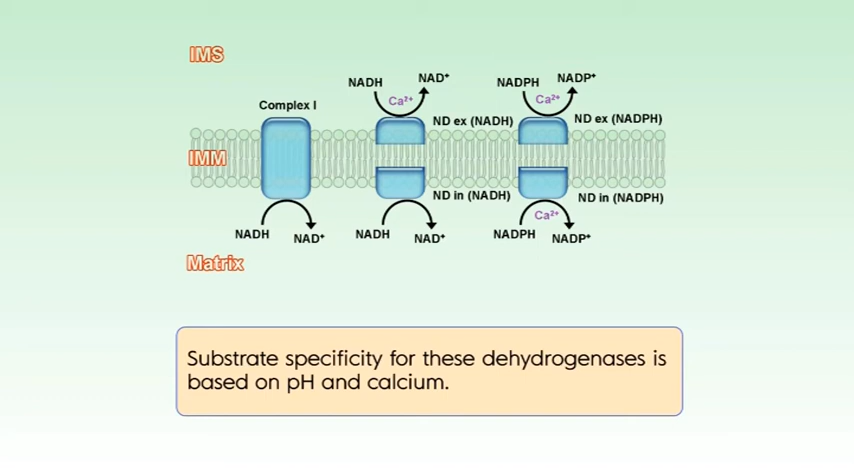 IMS
NADH NAD⁺ NADPH NADP⁺
Complex I Ca²⁺ Ca²⁺
ND ex (NADH) ND ex (NADPH)
IMM
ND in (NADH) ND in (NADPH)
Ca²⁺
NADH NAD⁺ NADH NAD⁺ NADPH NADP⁺
Matrix
Substrate specificity for these dehydrogenases is
based on pH and calcium.